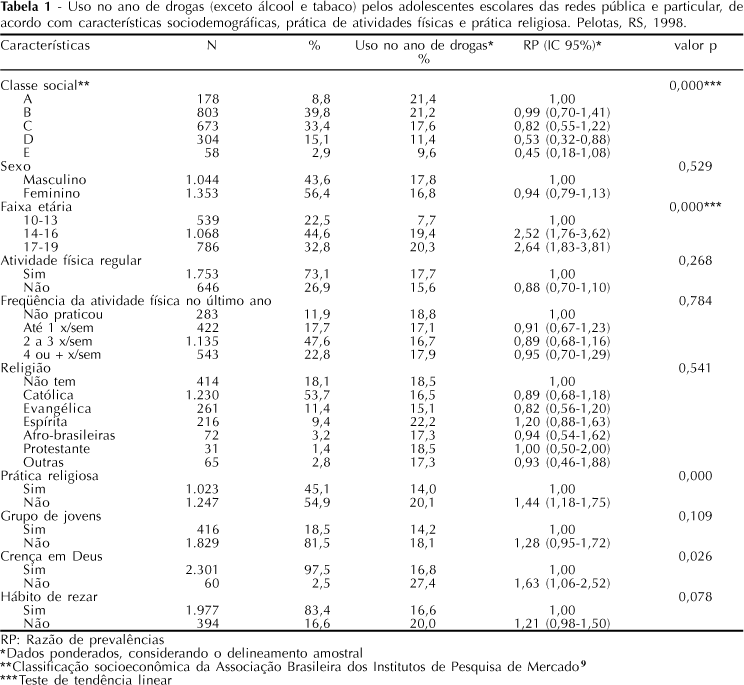 Tabela 1 - Uso no ano de drogas (exceto álcool e tabaco) pelos adolescentes escolares das redes pública e particular, de
acordo com características sociodemográficas, prática de atividades físicas e prática religiosa. Pelotas, RS, 1998.
Características N % Uso no ano de drogas* RP (IC 95%)* valor p
%
Classe social** 0,000***
A 178 8,8 21,4 1,00
B 803 39,8 21,2 0,99 (0,70-1,41)
C 673 33,4 17,6 0,82 (0,55-1,22)
D 304 15,1 11,4 0,53 (0,32-0,88)
E 58 2,9 9,6 0,45 (0,18-1,08)
Sexo 0,529
Masculino 1.044 43,6 17,8 1,00
Feminino 1.353 56,4 16,8 0,94 (0,79-1,13)
Faixa etária 0,000***
10-13 539 22,5 7,7 1,00
14-16 1.068 44,6 19,4 2,52 (1,76-3,62)
17-19 786 32,8 20,3 2,64 (1,83-3,81)
Atividade física regular 0,268
Sim 1.753 73,1 17,7 1,00
Não 646 26,9 15,6 0,88 (0,70-1,10)
Freqüência da atividade física no último ano 0,784
Não praticou 283 11,9 18,8 1,00
Até 1 x/sem 422 17,7 17,1 0,91 (0,67-1,23)
2 a 3 x/sem 1.135 47,6 16,7 0,89 (0,68-1,16)
4 ou + x/sem 543 22,8 17,9 0,95 (0,70-1,29)
Religião 0,541
Não tem 414 18,1 18,5 1,00
Católica 1.230 53,7 16,5 0,89 (0,68-1,18)
Evangélica 261 11,4 15,1 0,82 (0,56-1,20)
Espírita 216 9,4 22,2 1,20 (0,88-1,63)
Afro-brasileiras 72 3,2 17,3 0,94 (0,54-1,62)
Protestante 31 1,4 18,5 1,00 (0,50-2,00)
Outras 65 2,8 17,3 0,93 (0,46-1,88)
Prática religiosa 0,000
Sim 1.023 45,1 14,0 1,00
Não 1.247 54,9 20,1 1,44 (1,18-1,75)
Grupo de jovens 0,109
Sim 416 18,5 14,2 1,00
Não 1.829 81,5 18,1 1,28 (0,95-1,72)
Crença em Deus 0,026
Sim 2.301 97,5 16,8 1,00
Não 60 2,5 27,4 1,63 (1,06-2,52)
Hábito de rezar 0,078
Sim 1.977 83,4 16,6 1,00
Não 394 16,6 20,0 1,21 (0,98-1,50)
RP: Razão de prevalências
*Dados ponderados, considerando o delineamento amostral
**Classificação socioeconômica da Associação Brasileira dos Institutos de Pesquisa de Mercado9
***Teste de tendência linear